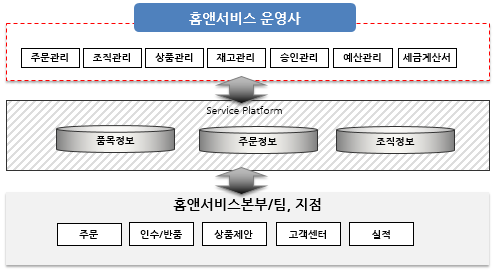 홈앤서비스 운영사
주문관리 조직관리 상품관리 재고관리 승인관리 예산관리 세금계산서
Service Platform
품목정보 주문정보 조직정보
홈앤서비스본부/팀, 지점
주문 인수/반품 상품제안 고객센터 실적